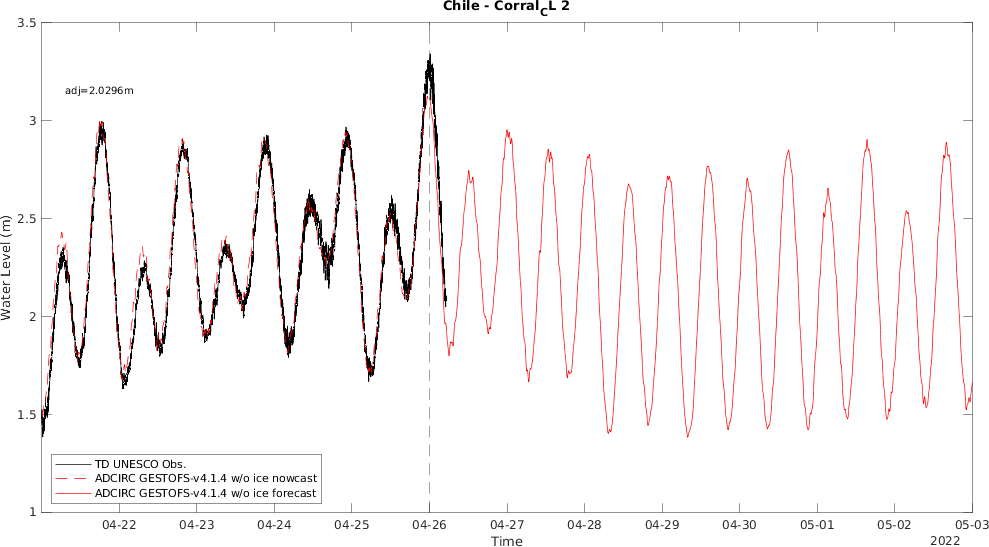 Chile - Corral_CL 2
adj=2.0296m
Water Level (m)
3.5
3
2.5
2
1.5
1
TD UNESCO Obs.
ADCIRC GESTOFS-v4.1.4 w/o ice nowcast
ADCIRC GESTOFS-v4.1.4 w/o ice forecast
04-22 04-23 04-24 04-25 04-26 04-27 04-28 04-29 04-30 05-01 05-02 05-03
Time
2022